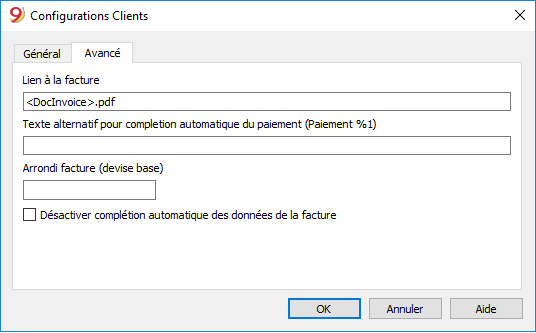 9 Configurations Clients
Général
Avancé
Lien à la facture
<DocInvoice>.pdf
Texte alternatif pour completion automatique du paiement (Paiement %1)
Arrondi facture (devise base)
Désactiver complétion automatique des données de la facture
OK
Annuler
Aide